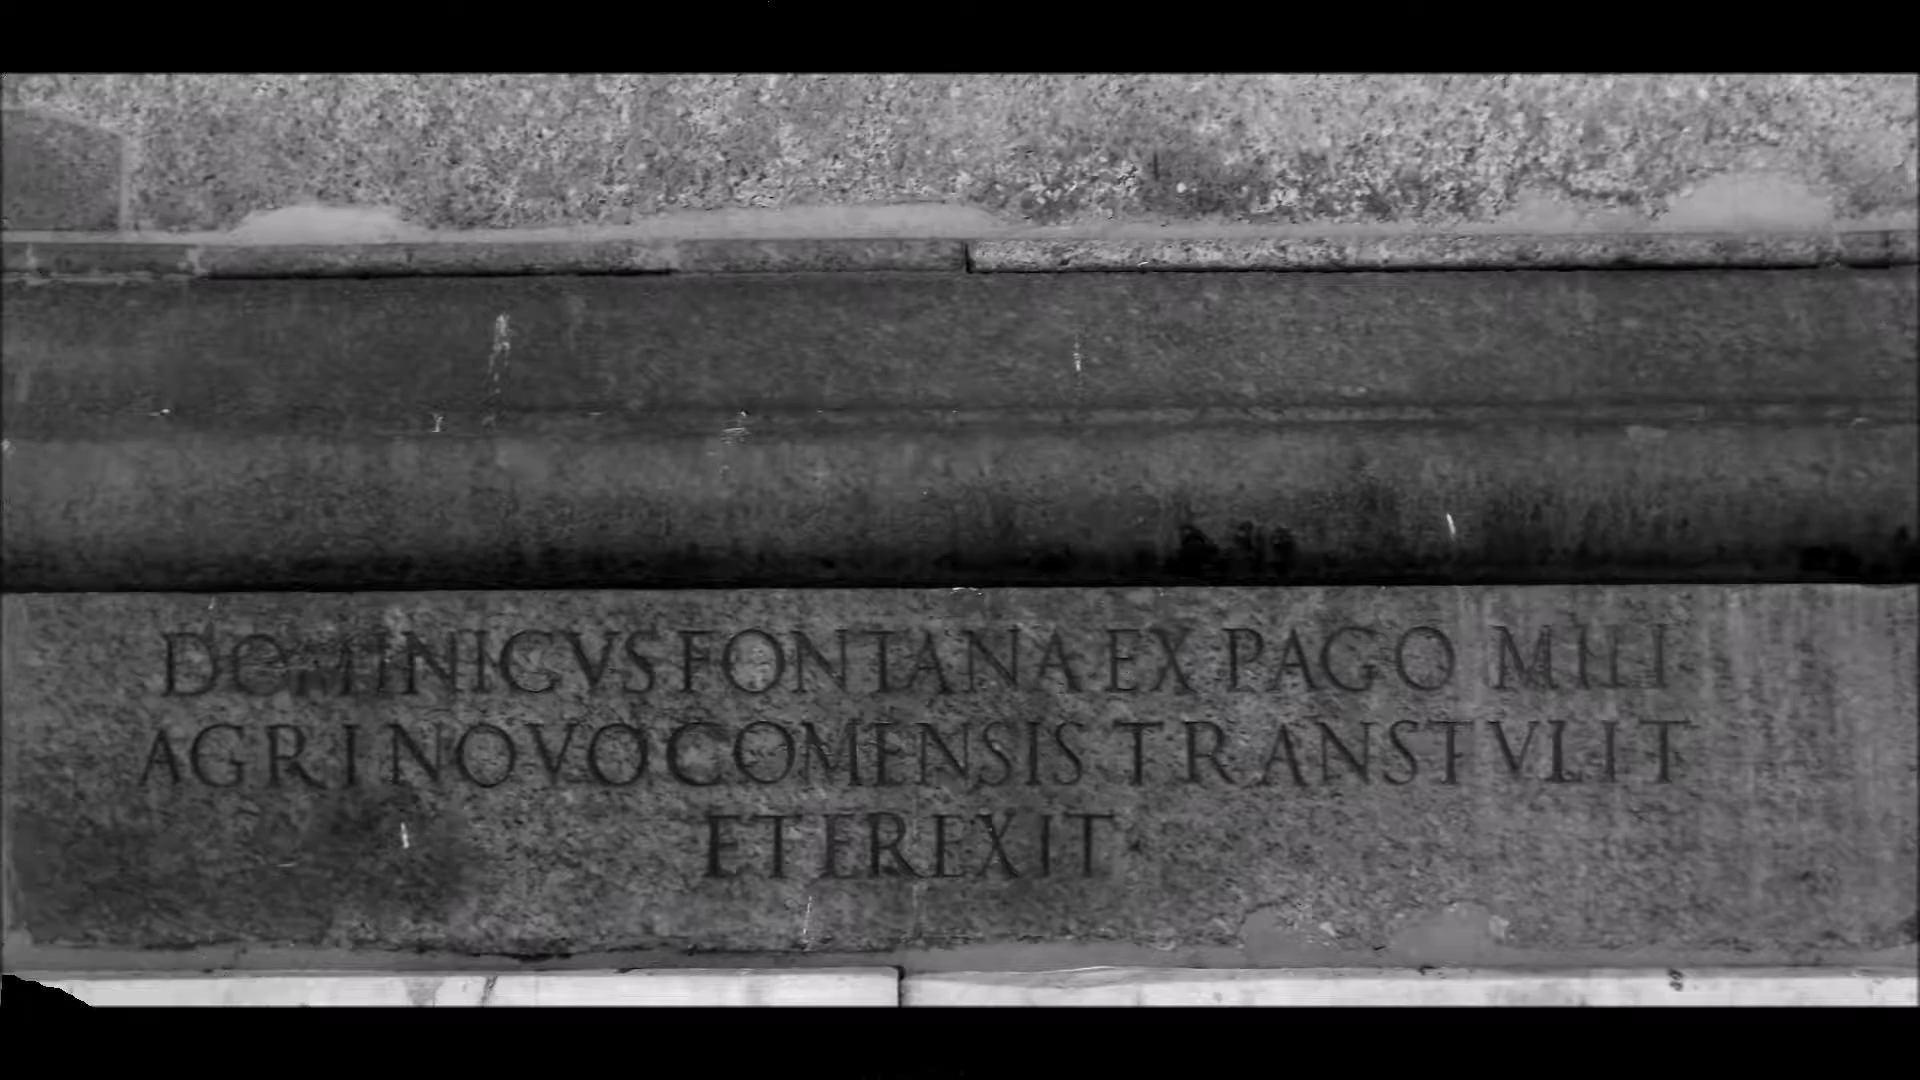 DOMINICVS FONTANA EX PAGO MILI
AGRI NOVOCOMENSIS TRANSTVLIT
ET EREXIT